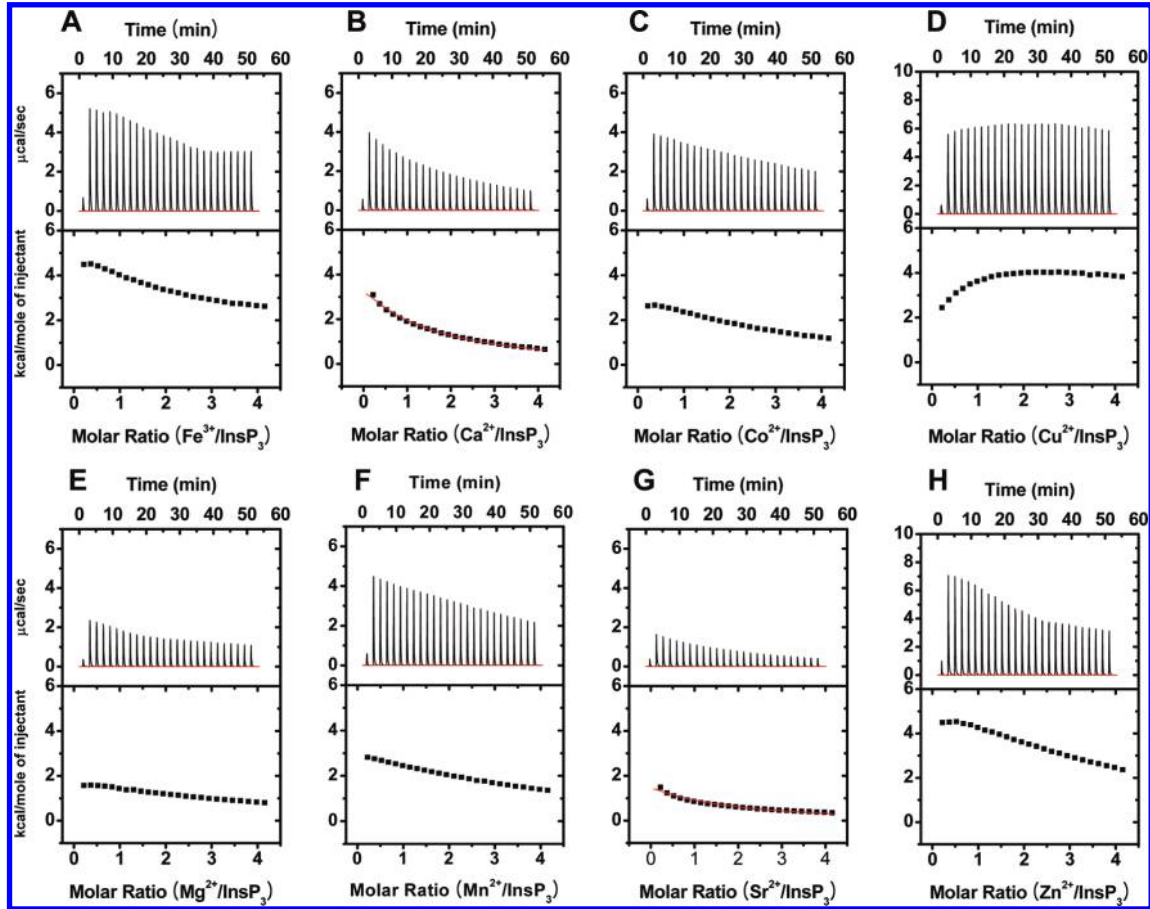 A B C D
Time (min) Time (min) Time (min) Time (min)
0 10 20 30 40 50 60 0 10 20 30 40 50 60 0 10 20 30 40 50 60 0 10 20 30 40 50 60
µcal/sec
6 4 2 0 6 4 2 0 6 4 2 0 10 8 6 4 2 0
kcal/mole of injectant
6 4 2 0 6 4 2 0 6 4 2 0 6 4 2 0
0 1 2 3 4 0 1 2 3 4 0 1 2 3 4 0 1 2 3 4
Molar Ratio (Fe³⁺/InsP₃) Molar Ratio (Ca²⁺/InsP₃) Molar Ratio (Co²⁺/InsP₃) Molar Ratio (Cu²⁺/InsP₃)
E F G H
Time (min) Time (min) Time (min) Time (min)
0 10 20 30 40 50 60 0 10 20 30 40 50 60 0 10 20 30 40 50 60 0 10 20 30 40 50 60
µcal/sec
6 4 2 0 6 4 2 0 6 4 2 0 10 8 6 4 2 0
kcal/mole of injectant
6 4 2 0 6 4 2 0 6 4 2 0 6 4 2 0
0 1 2 3 4 0 1 2 3 4 0 1 2 3 4 0 1 2 3 4
Molar Ratio (Mg²⁺/InsP₃) Molar Ratio (Mn²⁺/InsP₃) Molar Ratio (Sr²⁺/InsP₃) Molar Ratio (Zn²⁺/InsP₃)